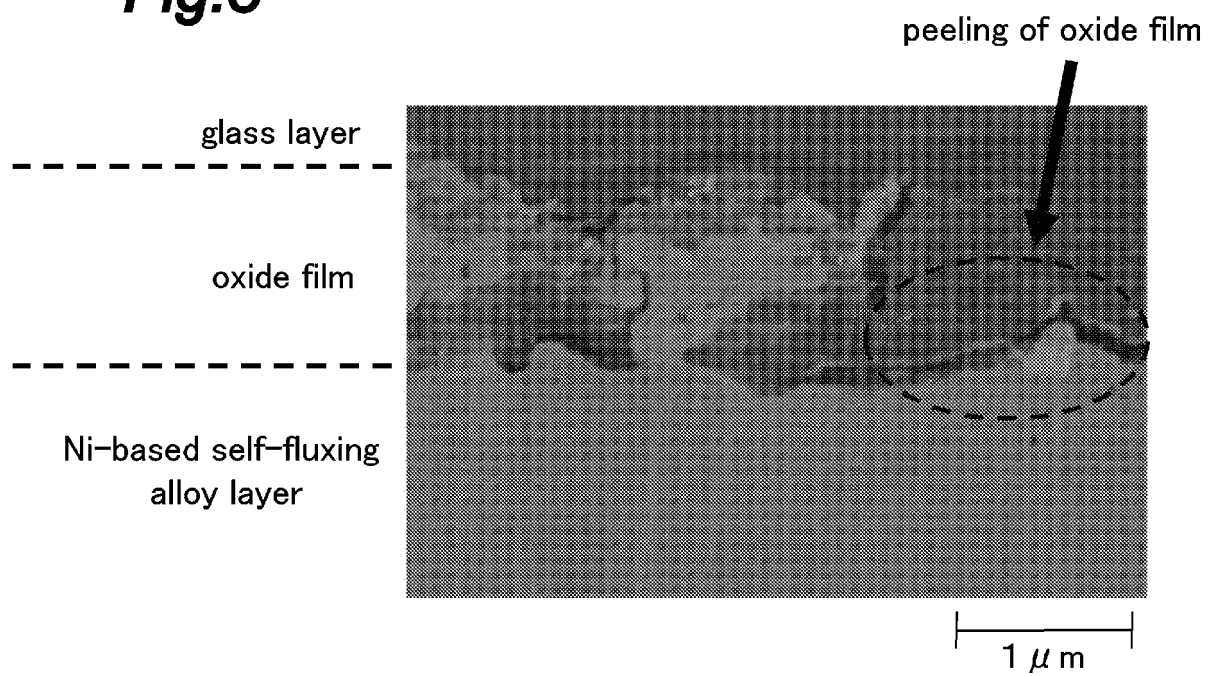 peeling of oxide film
glass layer
oxide film
Ni-based self-fluxing
alloy layer
1 μm